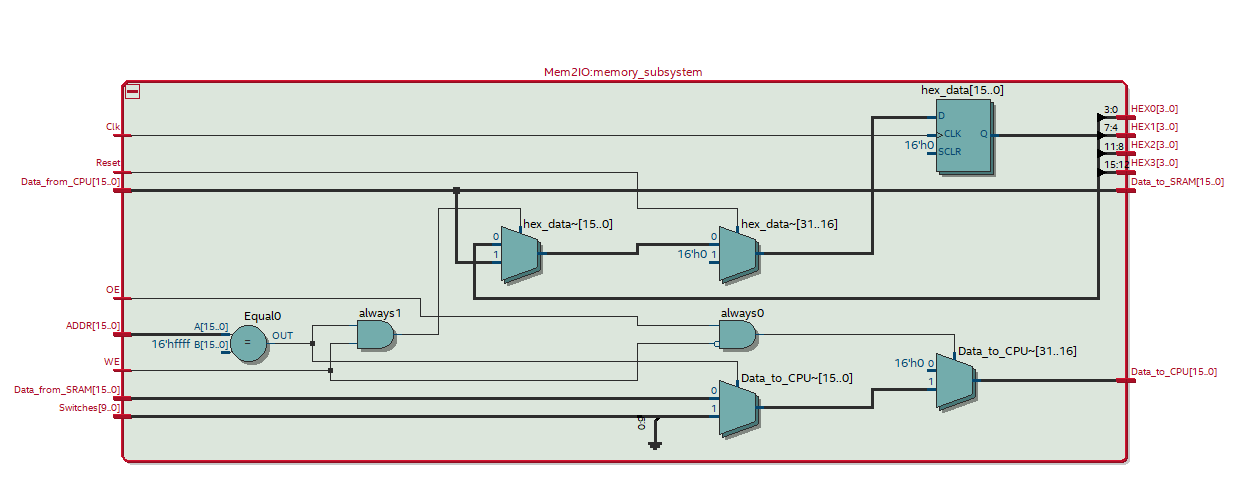 Mem2IO:memory_subsystem
hex_data[15..0]
Clk
Reset
Data_from_CPU[15..0]
D
CLK
16'h0
SCLR
Q
3:0
HEX0[3..0]
7:4
HEX1[3..0]
11:8
HEX2[3..0]
15:12
HEX3[3..0]
Data_to_SRAM[15..0]
hex_data~[15..0]
0
1
hex_data~[31..16]
0
16'h0
1
OE
ADDR[15..0]
Equal0
A[15..0]
16'hffff
B[15..0]
=
OUT
always1
always0
WE
Data_from_SRAM[15..0]
Switches[9..0]
Data_to_CPU~[15..0]
0
1
9:0
Data_to_CPU~[31..16]
16'h0
0
1
Data_to_CPU[15..0]